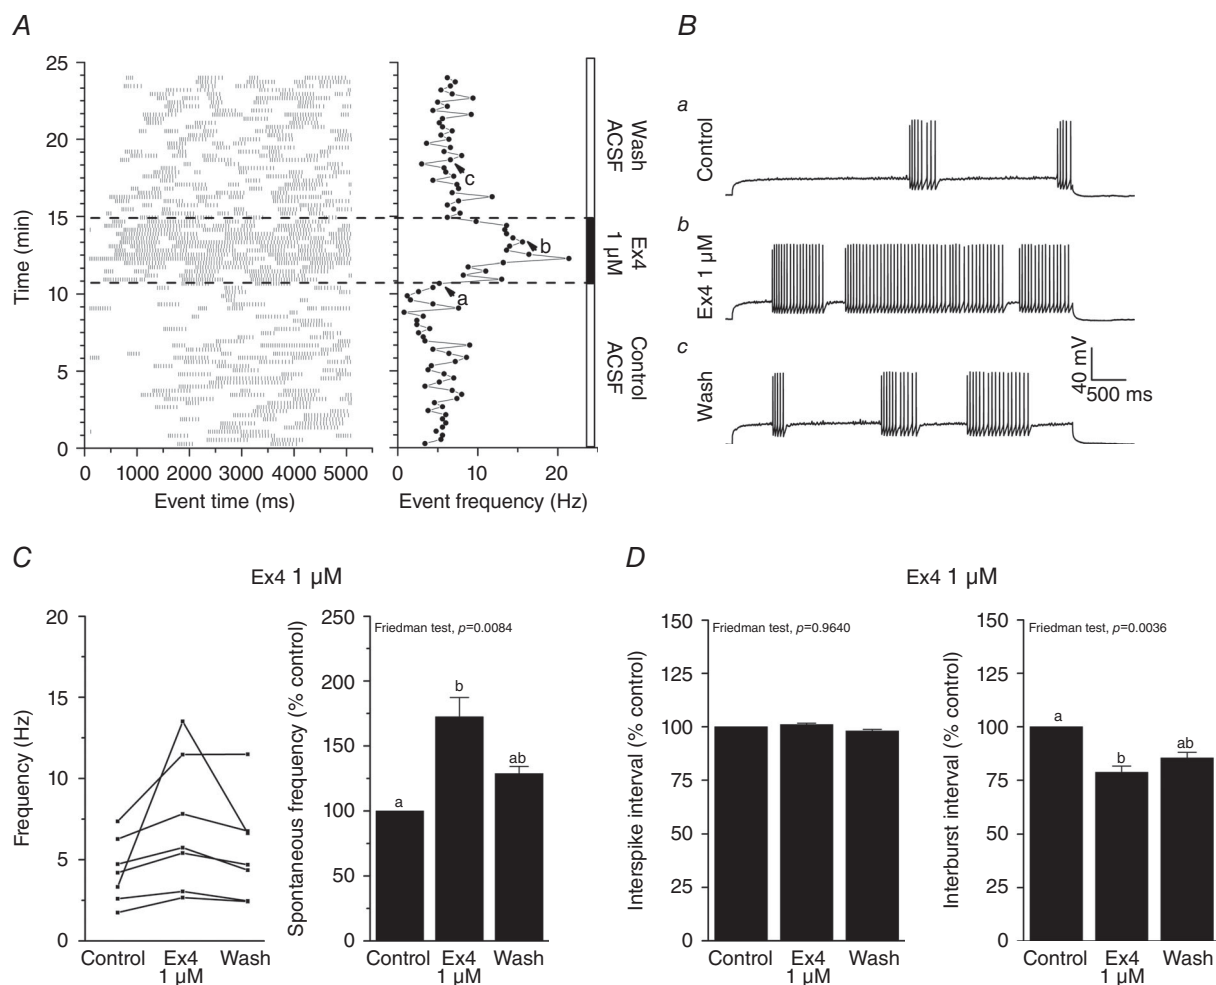 A
25
20
15
10
5
0
Time (min)
0 1000 2000 3000 4000 5000
Event time (ms)
c
b
a
0 10 20
Event frequency (Hz)
Wash
ACSF
Ex4
1 µM
Control
ACSF
B
a
Control
b
Ex4 1 µM
c
Wash
40 mV
500 ms
C
Ex4 1 µM
20
15
10
5
0
Frequency (Hz)
Control Ex4 Wash
1 µM
250
200
150
100
50
0
Spontaneous frequency (% control)
Friedman test, p=0.0084
a
b
ab
Control Ex4 Wash
1 µM
D
Ex4 1 µM
150
125
100
75
50
25
0
Interspike interval (% control)
Friedman test, p=0.9640
Control Ex4 Wash
1 µM
150
125
100
75
50
25
0
Interburst interval (% control)
Friedman test, p=0.0036
a
b
ab
Control Ex4 Wash
1 µM